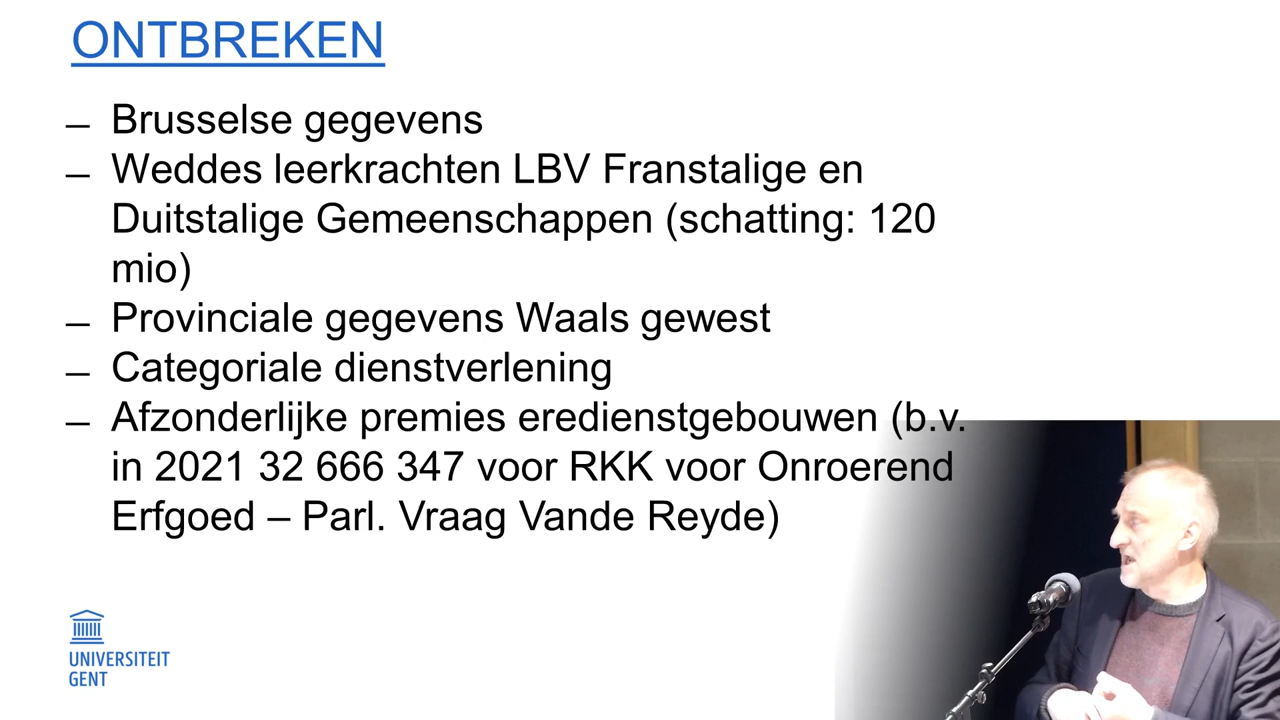 ONTBREKEN
– Brusselse gegevens
– Weddes leerkrachten LBV Franstalige en
Duitstalige Gemeenschappen (schatting: 120
mio)
– Provinciale gegevens Waals gewest
– Categoriale dienstverlening
– Afzonderlijke premies eredienstgebouwen (b.v.
in 2021 32 666 347 voor RKK voor Onroerend
Erfgoed – Parl. Vraag Vande Reyde)
UNIVERSITEIT
GENT